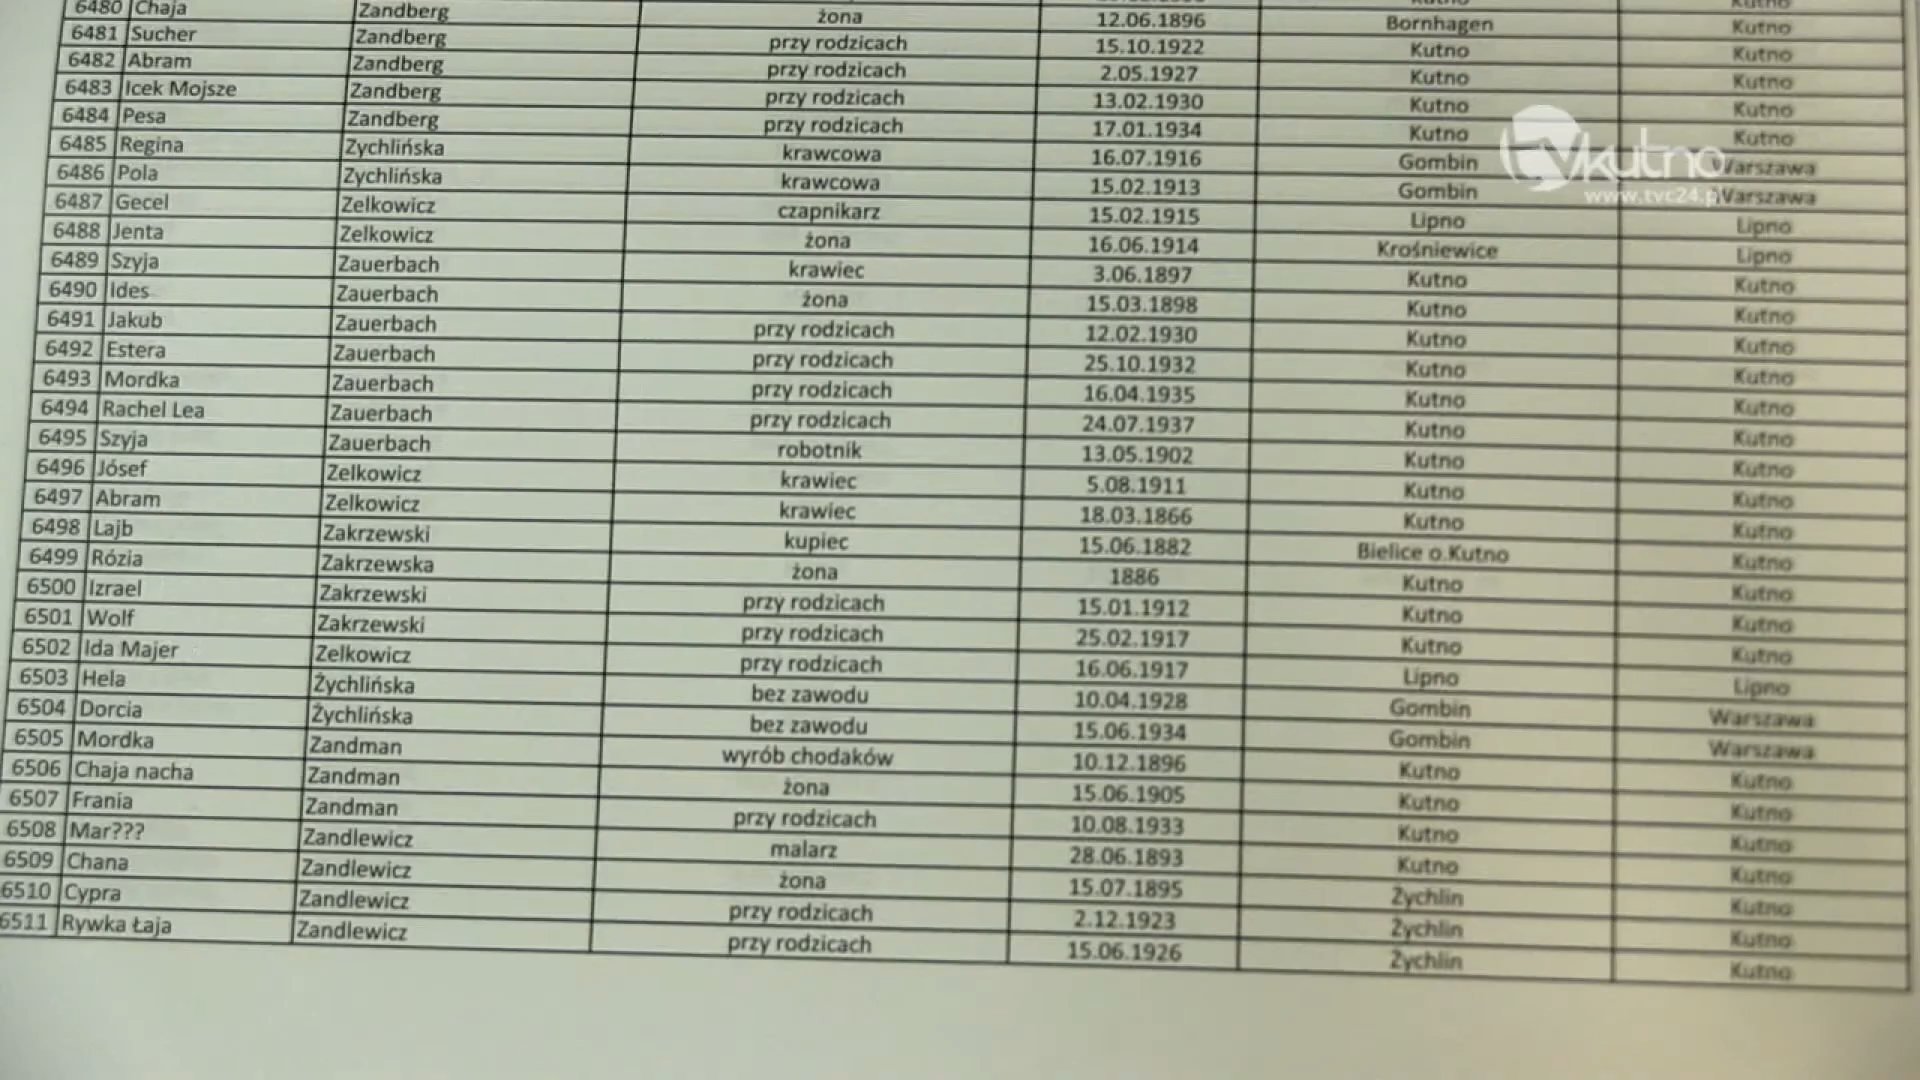 6480 Chaja Zandberg żona 12.06.1896 Bornhagen Kutno
6481 Sucher Zandberg przy rodzicach 15.10.1922 Kutno Kutno
6482 Abram Zandberg przy rodzicach 2.05.1927 Kutno Kutno
6483 Icek Mojsze Zandberg przy rodzicach 13.02.1930 Kutno Kutno
6484 Pesa Zandberg przy rodzicach 17.01.1934 Kutno Kutno
6485 Regina Zychlińska krawcowa 16.07.1916 Gombin Warszawa
6486 Pola Zychlińska krawcowa 15.02.1913 Gombin Warszawa
6487 Gecel Zelkowicz czapnikarz 15.02.1915 Lipno Lipno
6488 Jenta Zelkowicz żona 16.06.1914 Krośniewice Lipno
6489 Szyja Zauerbach krawiec 3.06.1897 Kutno Kutno
6490 Ides Zauerbach żona 15.03.1898 Kutno Kutno
6491 Jakub Zauerbach przy rodzicach 12.02.1930 Kutno Kutno
6492 Estera Zauerbach przy rodzicach 25.10.1932 Kutno Kutno
6493 Mordka Zauerbach przy rodzicach 16.04.1935 Kutno Kutno
6494 Rachel Lea Zauerbach przy rodzicach 24.07.1937 Kutno Kutno
6495 Szyja Zauerbach robotnik 13.05.1902 Kutno Kutno
6496 Jósef Zelkowicz krawiec 5.08.1911 Kutno Kutno
6497 Abram Zelkowicz krawiec 18.03.1866 Kutno Kutno
6498 Lajb Zakrzewski kupiec 15.06.1882 Bielice o.Kutno Kutno
6499 Rózia Zakrzewska żona 1886 Kutno Kutno
6500 Izrael Zakrzewski przy rodzicach 15.01.1912 Kutno Kutno
6501 Wolf Zakrzewski przy rodzicach 25.02.1917 Kutno Kutno
6502 Ida Majer Zelkowicz przy rodzicach 16.06.1917 Lipno Lipno
6503 Hela Żychlińska bez zawodu 10.04.1928 Gombin Warszawa
6504 Dorcia Żychlińska bez zawodu 15.06.1934 Gombin Warszawa
6505 Mordka Zandman wyrób chodaków 10.12.1896 Kutno Kutno
6506 Chaja nacha Zandman żona 15.06.1905 Kutno Kutno
6507 Frania Zandman przy rodzicach 10.08.1933 Kutno Kutno
6508 Mar??? Zandlewicz malarz 28.06.1893 Kutno Kutno
6509 Chana Zandlewicz żona 15.07.1895 Żychlin Kutno
6510 Cypra Zandlewicz przy rodzicach 2.12.1923 Żychlin Kutno
6511 Rywka Łaja Zandlewicz przy rodzicach 15.06.1926 Żychlin Kutno
tvkutno
www.tvc24.p